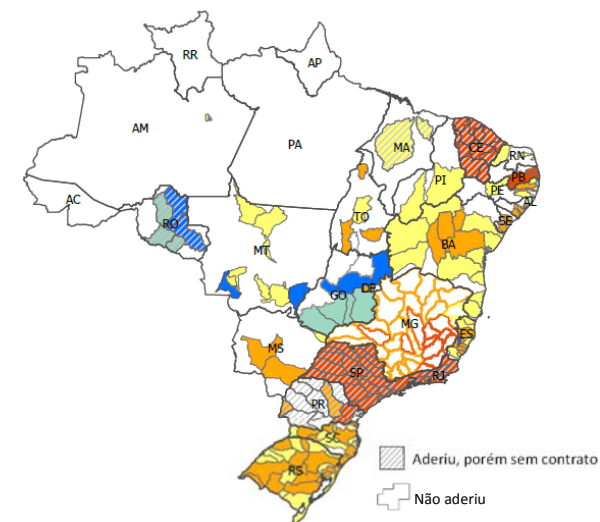 RR
AP
AM
PA
MA
CE
RN
PB
PI
PE
AL
AC
RO
TO
SE
BA
MT
GO
DF
MG
ES
MS
SP
RJ
PR
SC
RS
Aderiu, porém sem contrato
Não aderiu